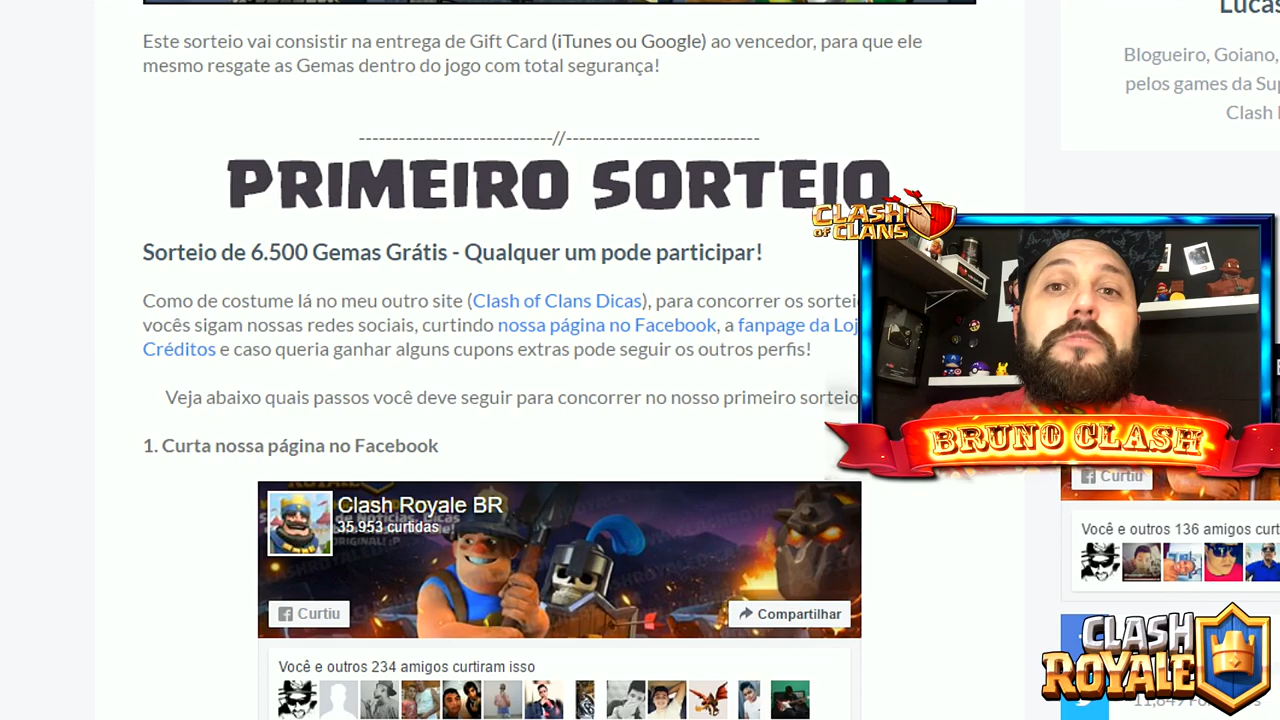 Este sorteio vai consistir na entrega de Gift Card (iTunes ou Google) ao vencedor, para que ele
mesmo resgate as Gemas dentro do jogo com total segurança!
-----------------------------//-----------------------------
PRIMEIRO SORTEIO
Sorteio de 6.500 Gemas Grátis - Qualquer um pode participar!
Como de costume lá no meu outro site (Clash of Clans Dicas), para concorrer os
vocês sigam nossas redes sociais, curtindo nossa página no Facebook, a fanpage da
Créditos e caso queria ganhar alguns cupons extras pode seguir os outros perfis!
Veja abaixo quais passos você deve seguir para concorrer no nosso primeiro sorteio
1. Curta nossa página no Facebook
Clash Royale BR
35.953 curtidas
Curtiu
Compartilhar
Você e outros 234 amigos curtiram isso
Lucas
Blogueiro, Goiano,
pelos games da
Clash
CLASH
OF CLANS
BRUNO CLASH
Curtiu
Você e outros 136 amigos
CLASH
ROYALE